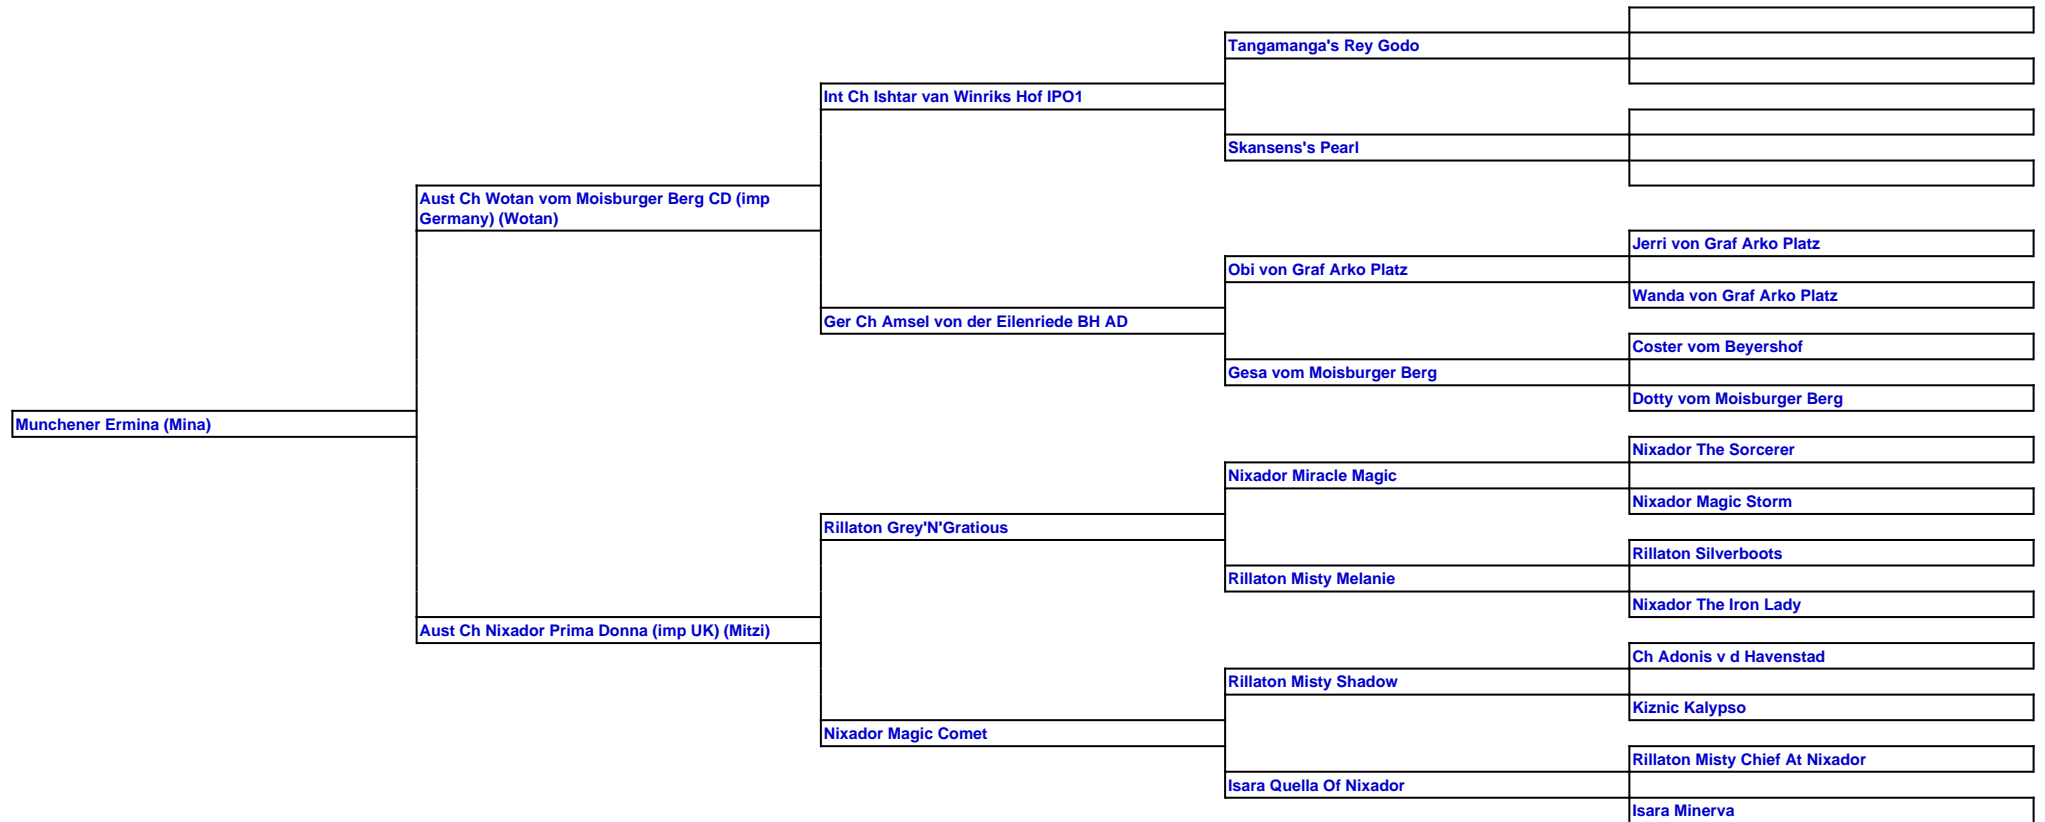 Tangamanga's Rey Godo
Int Ch Ishtar van Winriks Hof IPO1
Skansens's Pearl
Aust Ch Wotan vom Moisburger Berg CD (imp
Germany) (Wotan)
Jerri von Graf Arko Platz
Obi von Graf Arko Platz
Wanda von Graf Arko Platz
Ger Ch Amsel von der Eilenriede BH AD
Coster vom Beyershof
Gesa vom Moisburger Berg
Dotty vom Moisburger Berg
Munchener Ermina (Mina)
Nixador The Sorcerer
Nixador Miracle Magic
Nixador Magic Storm
Rillaton Grey'N'Gratious
Rillaton Silverboots
Rillaton Misty Melanie
Nixador The Iron Lady
Aust Ch Nixador Prima Donna (imp UK) (Mitzi)
Ch Adonis v d Havenstad
Rillaton Misty Shadow
Kiznic Kalypso
Nixador Magic Comet
Rillaton Misty Chief At Nixador
Isara Quella Of Nixador
Isara Minerva